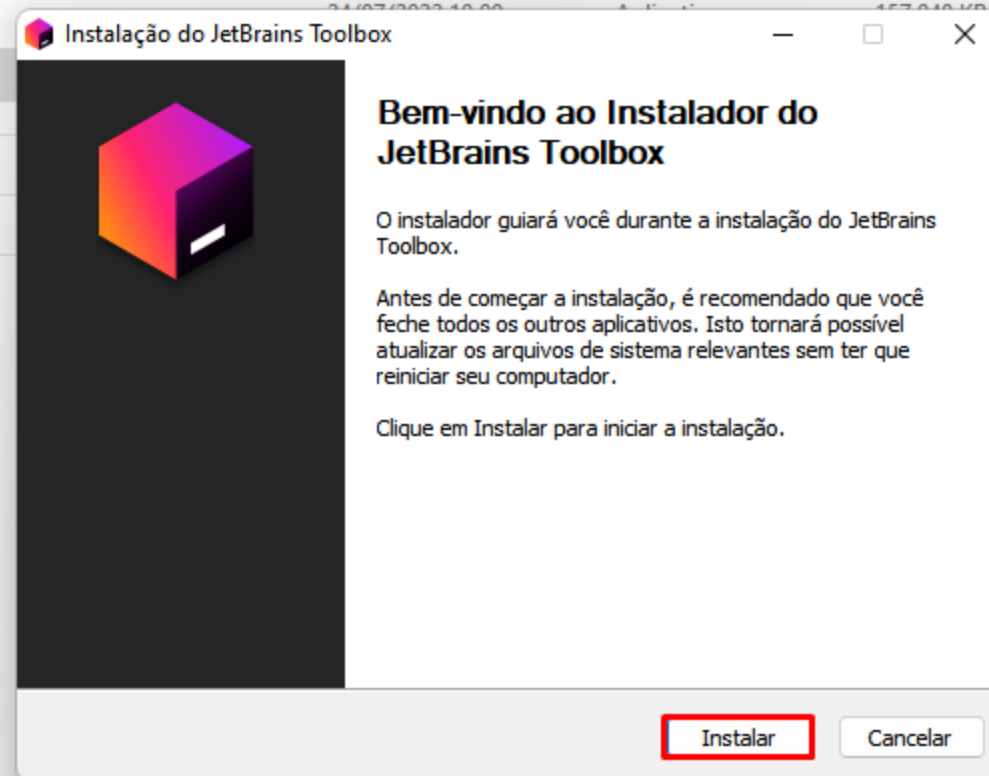 Instalação do JetBrains Toolbox
Bem-vindo ao Instalador do
JetBrains Toolbox
O instalador guiará você durante a instalação do JetBrains
Toolbox.
Antes de começar a instalação, é recomendado que você
feche todos os outros aplicativos. Isto tornará possível
atualizar os arquivos de sistema relevantes sem ter que
reiniciar seu computador.
Clique em Instalar para iniciar a instalação.
Instalar
Cancelar